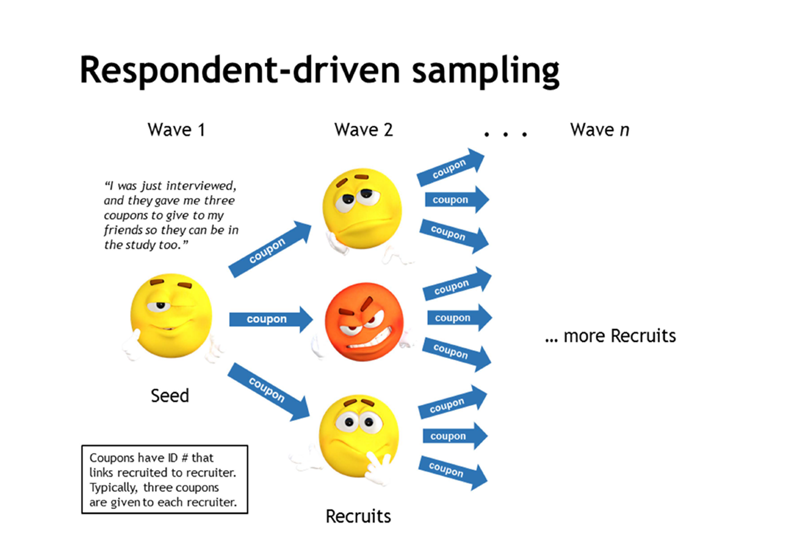 Respondent-driven sampling
Wave 1
Wave 2
. . .
Wave n
“I was just interviewed,
and they gave me three
coupons to give to my
friends so they can be in
the study too.”
coupon
coupon
coupon
coupon
coupon
coupon
coupon
coupon
coupon
coupon
coupon
coupon
... more Recruits
Seed
Coupons have ID # that
links recruited to recruiter.
Typically, three coupons
are given to each recruiter.
Recruits